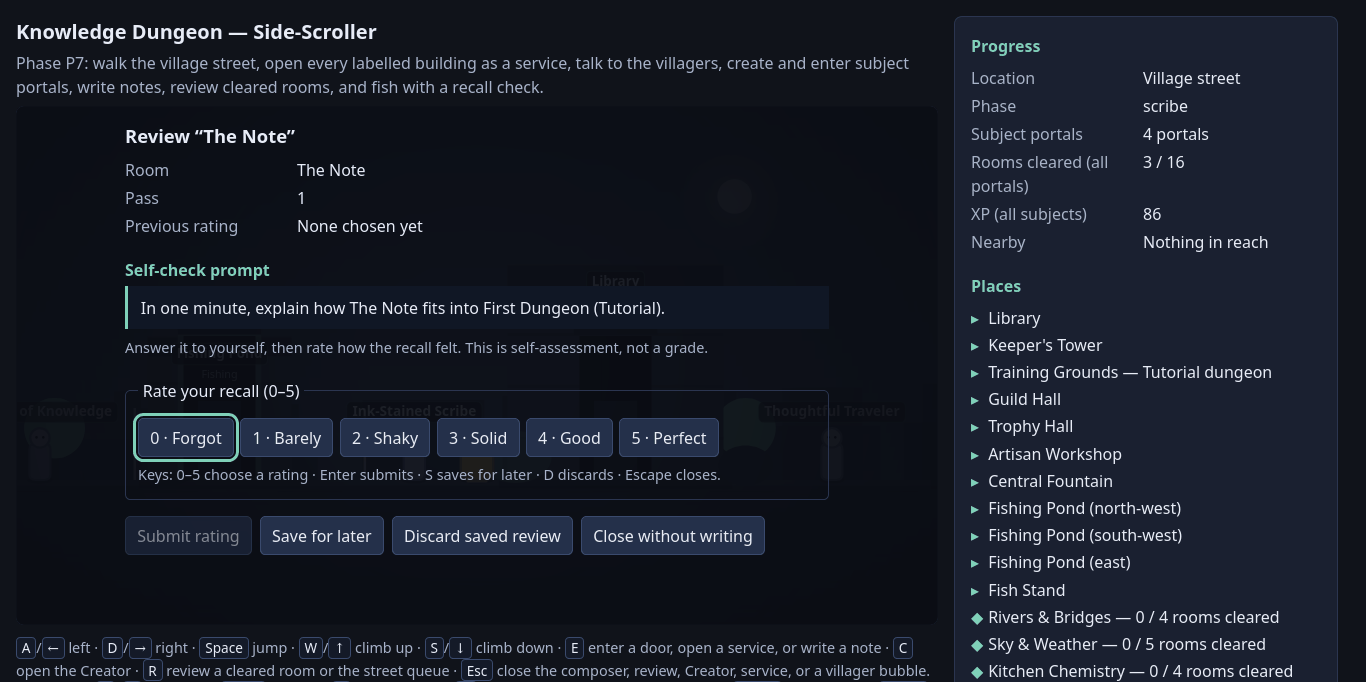 Knowledge Dungeon — Side-Scroller
Phase P7: walk the village street, open every labelled building as a service, talk to the villagers, create and enter subject
portals, write notes, review cleared rooms, and fish with a recall check.
Review “The Note”
Room The Note
Pass 1
Previous rating None chosen yet
Library
Self-check prompt
In one minute, explain how The Note fits into First Dungeon (Tutorial).
Answer it to yourself, then rate how the recall felt. This is self-assessment, not a grade.
Fishing
Rate your recall (0–5)
of Knowledge
Ink-Stained Scribe
Thoughtful Traveler
0 · Forgot
1 · Barely
2 · Shaky
3 · Solid
4 · Good
5 · Perfect
Keys: 0–5 choose a rating · Enter submits · S saves for later · D discards · Escape closes.
Submit rating
Save for later
Discard saved review
Close without writing
A/← left · D/→ right · Space jump · W/↑ climb up · S/↓ climb down · E enter a door, open a service, or write a note · C
open the Creator · R review a cleared room or the street queue · Esc close the composer, review, Creator, service, or a villager bubble.
Progress
Location Village street
Phase scribe
Subject portals 4 portals
Rooms cleared (all 3 / 16
portals)
XP (all subjects) 86
Nearby Nothing in reach
Places
▸ Library
▸ Keeper's Tower
▸ Training Grounds — Tutorial dungeon
▸ Guild Hall
▸ Trophy Hall
▸ Artisan Workshop
▸ Central Fountain
▸ Fishing Pond (north-west)
▸ Fishing Pond (south-west)
▸ Fishing Pond (east)
▸ Fish Stand
◆ Rivers & Bridges — 0 / 4 rooms cleared
◆ Sky & Weather — 0 / 5 rooms cleared
◆ Kitchen Chemistry — 0 / 4 rooms cleared